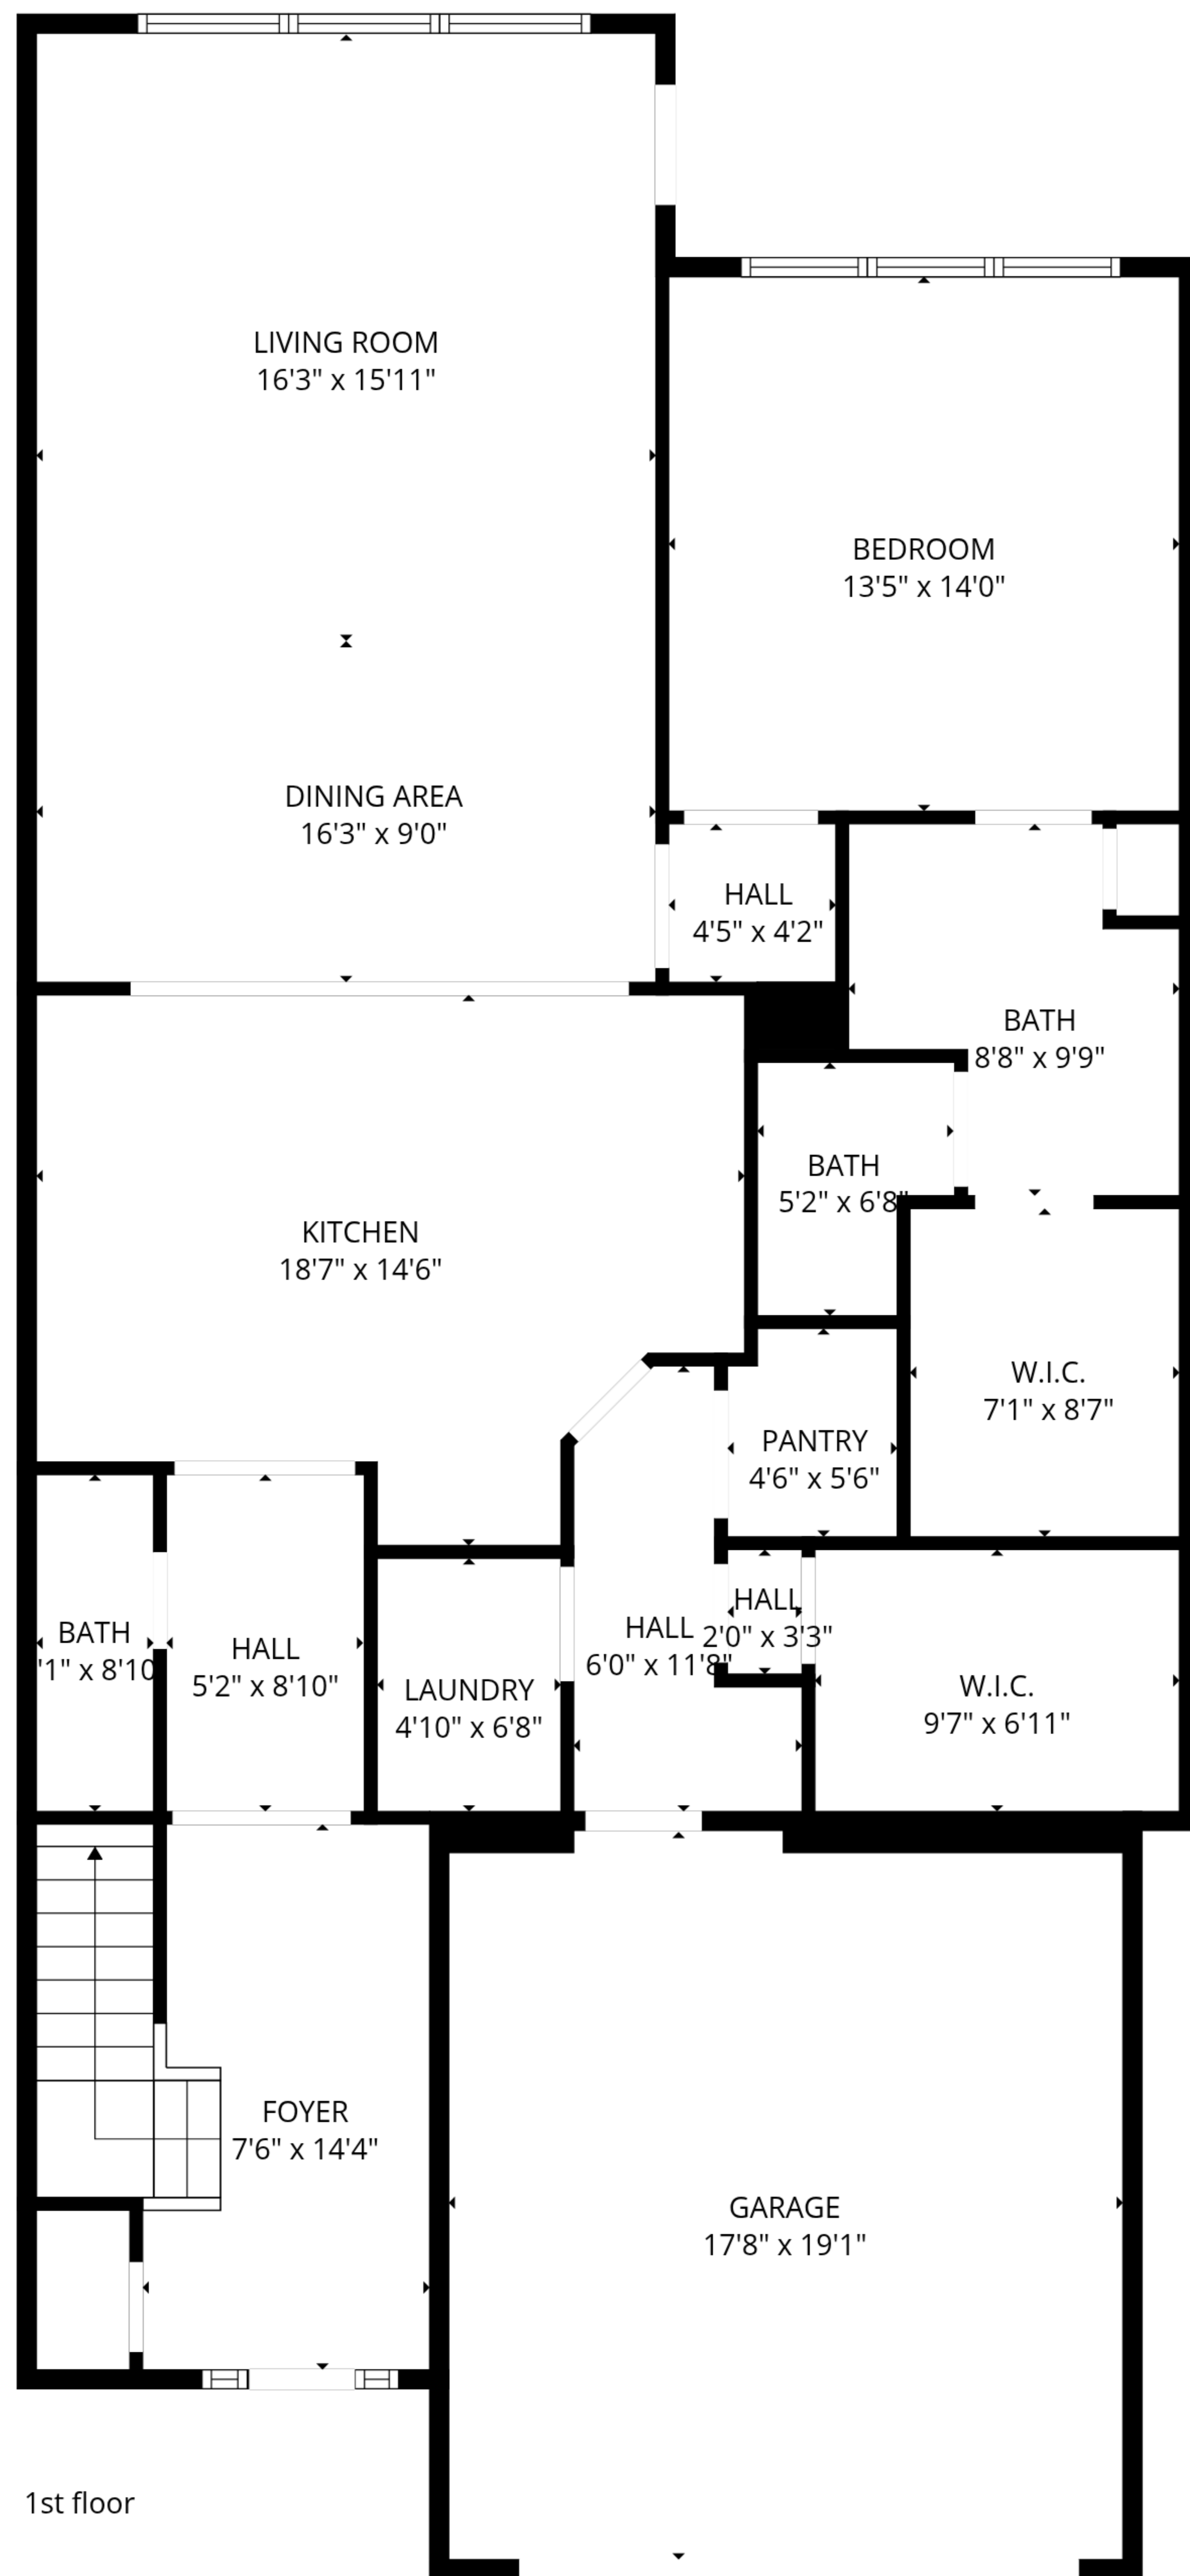 LIVING ROOM
16'3" x 15'11"
BEDROOM
13'5" x 14'0"
DINING AREA
16'3" x 9'0"
HALL
4'5" x 4'2"
BATH
8'8" x 9'9"
BATH
5'2" x 6'8"
KITCHEN
18'7" x 14'6"
W.I.C.
7'1" x 8'7"
PANTRY
4'6" x 5'6"
HALL
2'0" x 3'3"
HALL
6'0" x 11'8"
BATH
'1" x 8'10
HALL
5'2" x 8'10"
LAUNDRY
4'10" x 6'8"
W.I.C.
9'7" x 6'11"
FOYER
7'6" x 14'4"
GARAGE
17'8" x 19'1"
1st floor